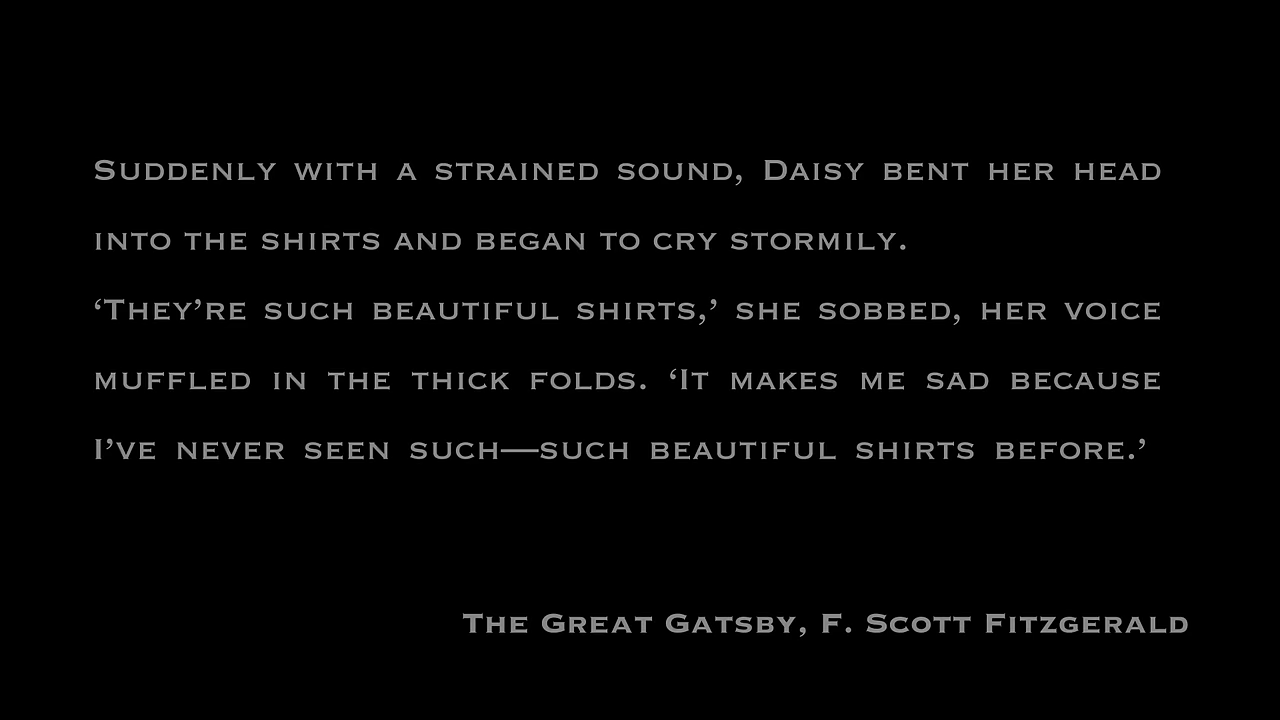 Suddenly with a strained sound, Daisy bent her head
into the shirts and began to cry stormily.
‘They’re such beautiful shirts,’ she sobbed, her voice
muffled in the thick folds. ‘It makes me sad because
I’ve never seen such—such beautiful shirts before.’
The Great Gatsby, F. Scott Fitzgerald